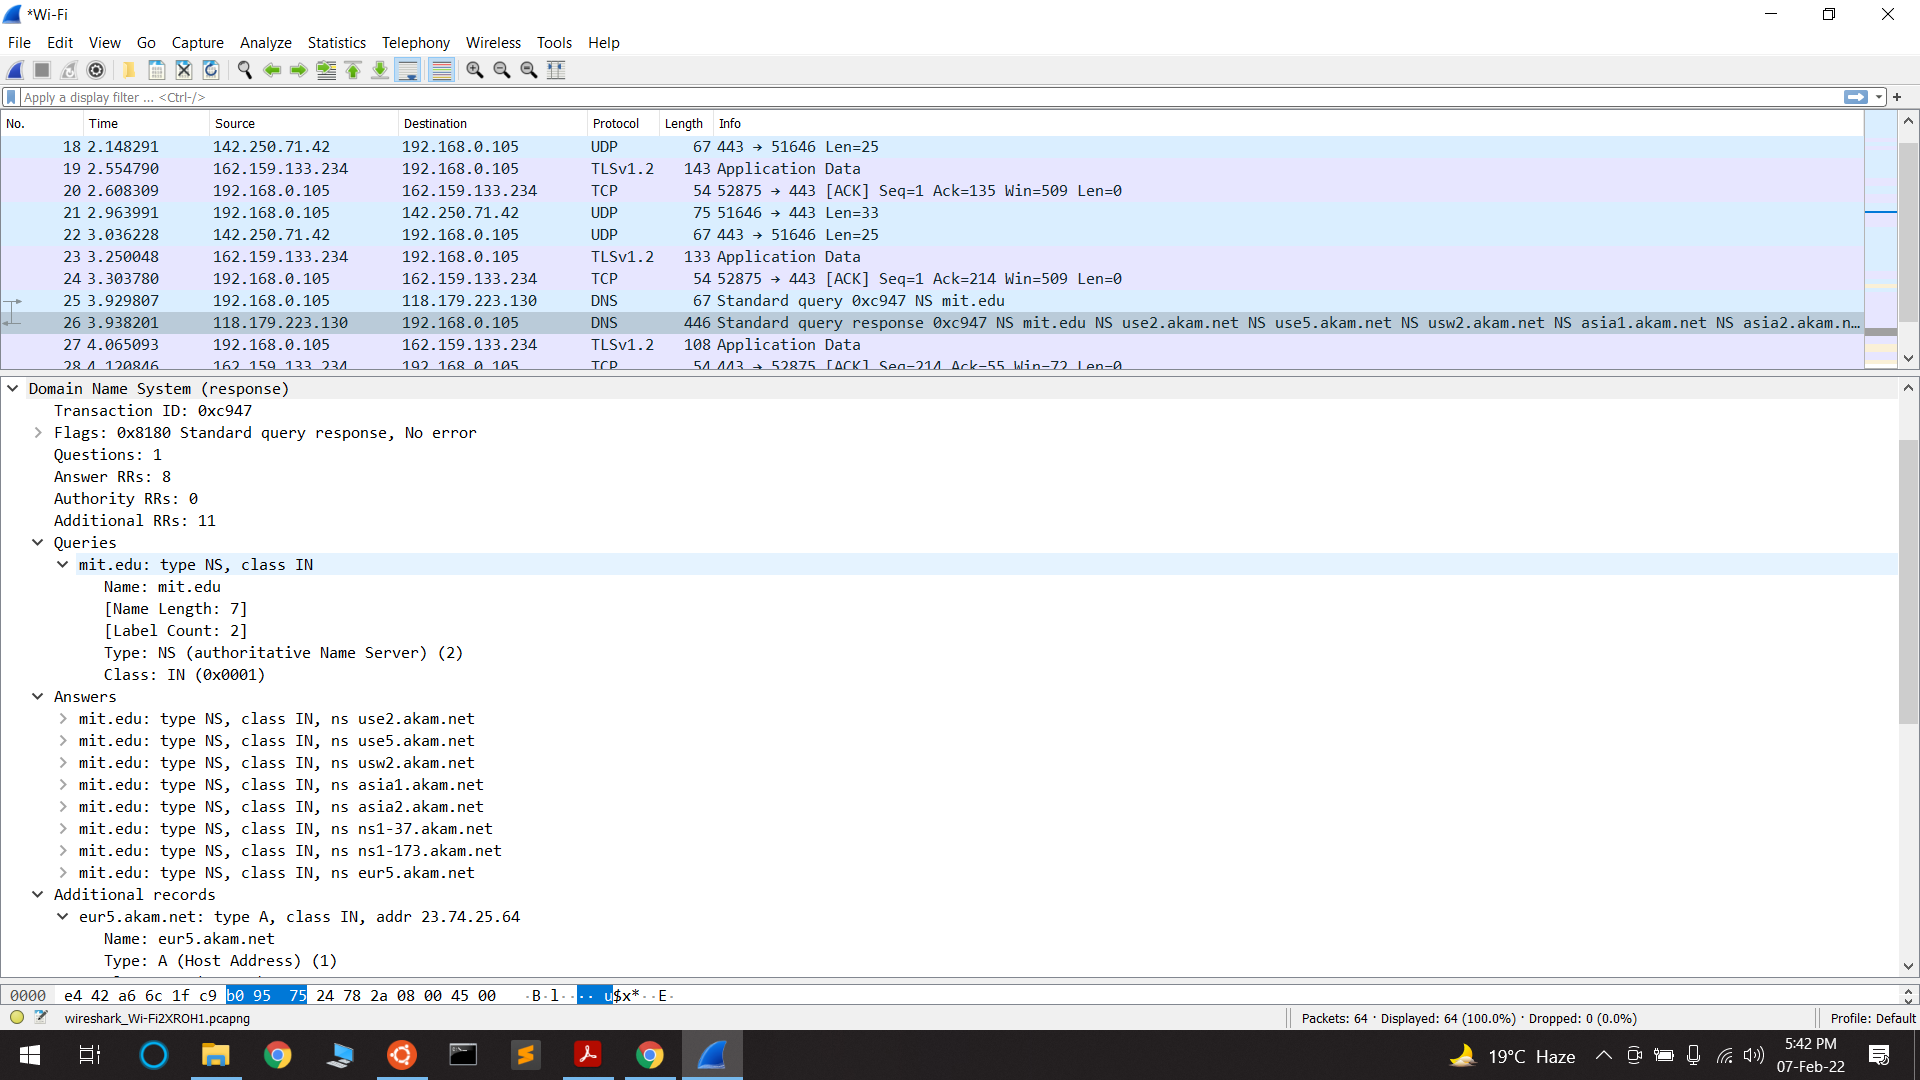 *Wi-Fi
File Edit View Go Capture Analyze Statistics Telephony Wireless Tools Help
Apply a display filter ... <Ctrl-/>
No. Time Source Destination Protocol Length Info
18 2.148291 142.250.71.42 192.168.0.105 UDP 67 443 → 51646 Len=25
19 2.554790 162.159.133.234 192.168.0.105 TLSv1.2 143 Application Data
20 2.608309 192.168.0.105 162.159.133.234 TCP 54 52875 → 443 [ACK] Seq=1 Ack=135 Win=509 Len=0
21 2.963991 192.168.0.105 142.250.71.42 UDP 75 51646 → 443 Len=33
22 3.036228 142.250.71.42 192.168.0.105 UDP 67 443 → 51646 Len=25
23 3.250048 162.159.133.234 192.168.0.105 TLSv1.2 133 Application Data
24 3.303780 192.168.0.105 162.159.133.234 TCP 54 52875 → 443 [ACK] Seq=1 Ack=214 Win=509 Len=0
25 3.929807 192.168.0.105 118.179.223.130 DNS 67 Standard query 0xc947 NS mit.edu
26 3.938201 118.179.223.130 192.168.0.105 DNS 446 Standard query response 0xc947 NS mit.edu NS use2.akam.net NS use5.akam.net NS usw2.akam.net NS asia1.akam.net NS asia2.akam.n…
27 4.065093 192.168.0.105 162.159.133.234 TLSv1.2 108 Application Data
28 4.120846 162.159.133.234 192.168.0.105 TCP 54 443 → 52875 [ACK] Seq=214 Ack=55 Win=72 Len=0
Domain Name System (response)
Transaction ID: 0xc947
Flags: 0x8180 Standard query response, No error
Questions: 1
Answer RRs: 8
Authority RRs: 0
Additional RRs: 11
Queries
mit.edu: type NS, class IN
Name: mit.edu
[Name Length: 7]
[Label Count: 2]
Type: NS (authoritative Name Server) (2)
Class: IN (0x0001)
Answers
mit.edu: type NS, class IN, ns use2.akam.net
mit.edu: type NS, class IN, ns use5.akam.net
mit.edu: type NS, class IN, ns usw2.akam.net
mit.edu: type NS, class IN, ns asia1.akam.net
mit.edu: type NS, class IN, ns asia2.akam.net
mit.edu: type NS, class IN, ns ns1-37.akam.net
mit.edu: type NS, class IN, ns ns1-173.akam.net
mit.edu: type NS, class IN, ns eur5.akam.net
Additional records
eur5.akam.net: type A, class IN, addr 23.74.25.64
Name: eur5.akam.net
Type: A (Host Address) (1)
0000 e4 42 a6 6c 1f c9 b0 95 75 24 78 2a 08 00 45 00 ·B·l····u$x*··E·
wireshark_Wi-Fi2XROH1.pcapng
Packets: 64 · Displayed: 64 (100.0%) · Dropped: 0 (0.0%)
Profile: Default
19°C Haze
5:42 PM
07-Feb-22